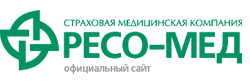 СТРАХОВАЯ МЕДИЦИНСКАЯ КОМПАНИЯ
РЕСО-МЕД
официальный сайт